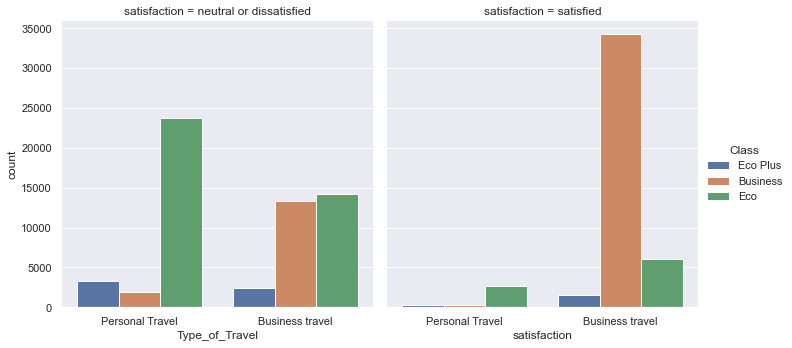 satisfaction = neutral or dissatisfied
satisfaction = satisfied
35000
30000
25000
20000
15000
10000
5000
0
count
Personal Travel
Business travel
Type_of_Travel
Personal Travel
Business travel
satisfaction
Class
Eco Plus
Business
Eco